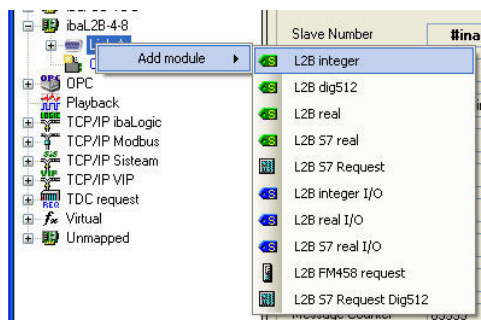 ibaL2B-4-8
Add module
OPC
Playback
TCP/IP ibaLogic
TCP/IP Modbus
TCP/IP Sisteam
TCP/IP VIP
TDC request
Virtual
Unmapped
Slave Number
#ina
L2B integer
L2B dig512
L2B real
L2B S7 real
L2B S7 Request
L2B integer I/O
L2B real I/O
L2B S7 real I/O
L2B FM458 request
L2B S7 Request Dig512
Message Counter